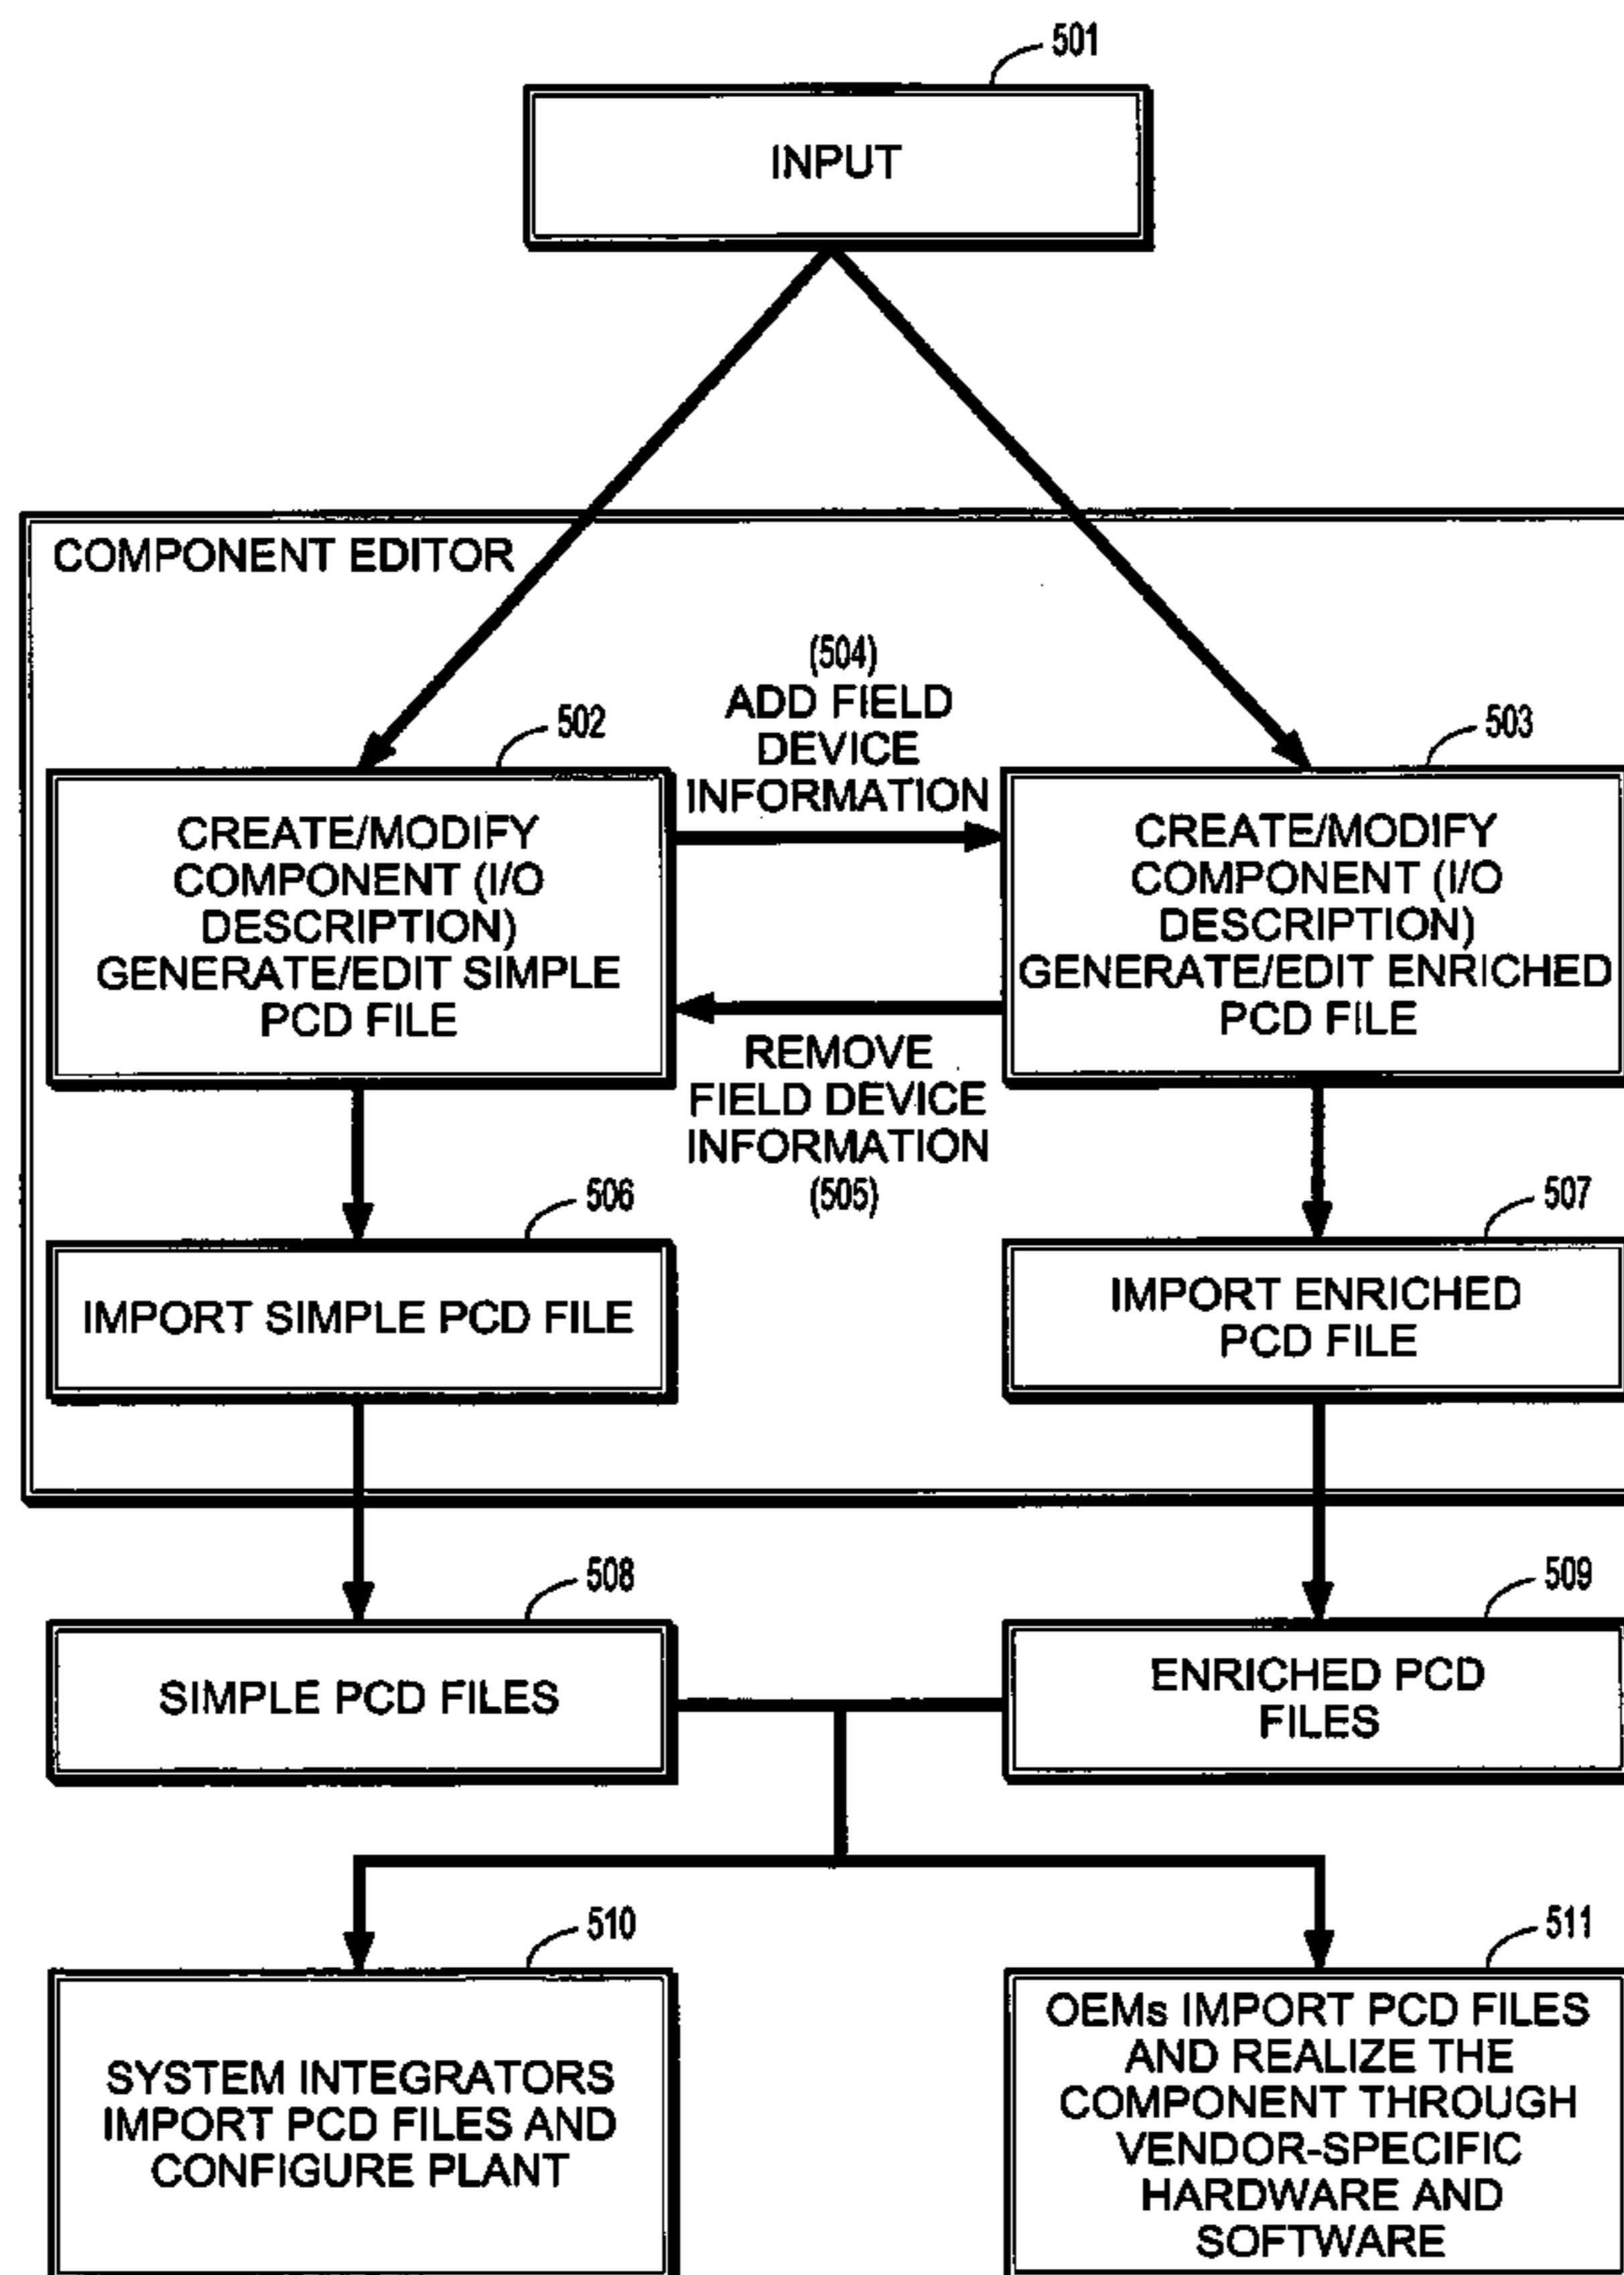 501
INPUT
COMPONENT EDITOR
(504)
ADD FIELD
DEVICE
INFORMATION
502
CREATE/MODIFY
COMPONENT (I/O
DESCRIPTION)
GENERATE/EDIT SIMPLE
PCD FILE
503
CREATE/MODIFY
COMPONENT (I/O
DESCRIPTION)
GENERATE/EDIT ENRICHED
PCD FILE
REMOVE
FIELD DEVICE
INFORMATION
(505)
506
IMPORT SIMPLE PCD FILE
507
IMPORT ENRICHED
PCD FILE
508
SIMPLE PCD FILES
509
ENRICHED PCD
FILES
510
SYSTEM INTEGRATORS
IMPORT PCD FILES AND
CONFIGURE PLANT
511
OEMs IMPORT PCD FILES
AND REALIZE THE
COMPONENT THROUGH
VENDOR-SPECIFIC
HARDWARE AND
SOFTWARE